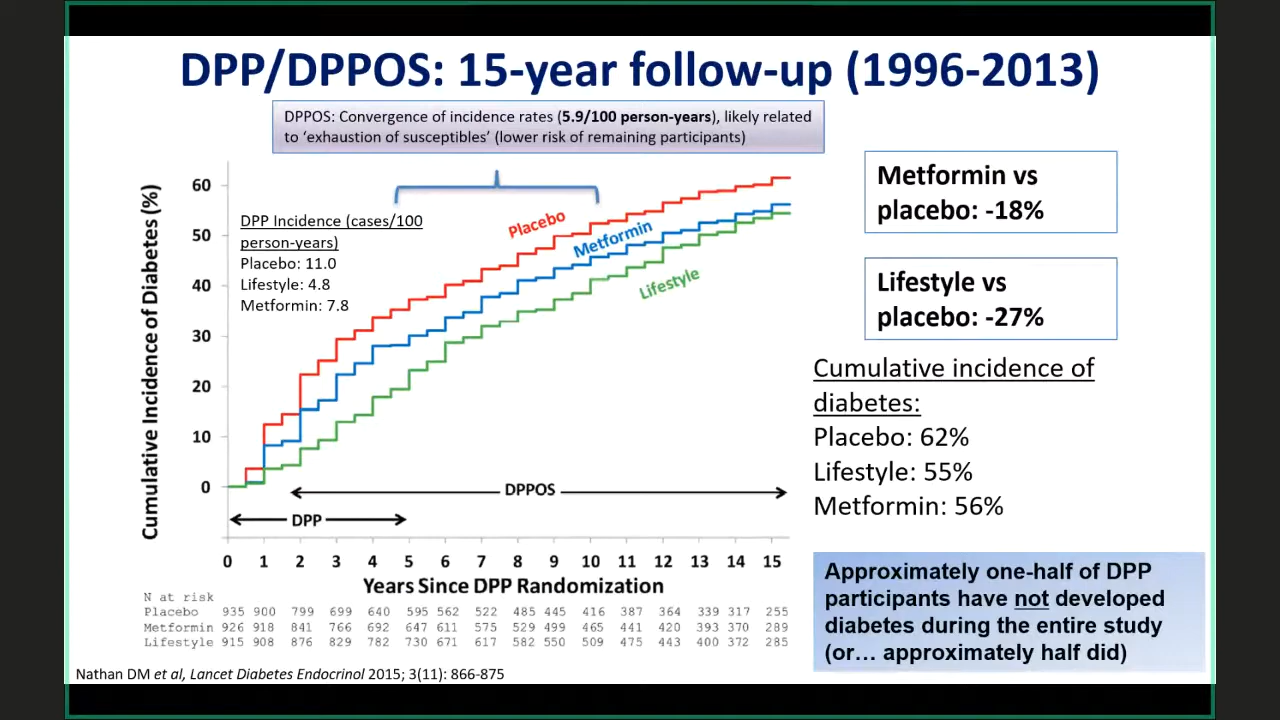 DPP/DPPOS: 15-year follow-up (1996-2013)
DPPOS: Convergence of incidence rates (5.9/100 person-years), likely related
to ‘exhaustion of susceptibles’ (lower risk of remaining participants)
Cumulative Incidence of Diabetes (%)
60
50
40
30
20
10
0
DPP Incidence (cases/100
person-years)
Placebo: 11.0
Lifestyle: 4.8
Metformin: 7.8
Placebo
Metformin
Lifestyle
DPPOS
DPP
0 1 2 3 4 5 6 7 8 9 10 11 12 13 14 15
Years Since DPP Randomization
N at risk
Placebo 935 900 799 699 640 595 562 522 485 445 416 387 364 339 317 255
Metformin 926 918 841 766 692 647 611 575 529 499 465 441 420 393 370 289
Lifestyle 915 908 876 829 782 730 671 617 582 550 509 475 443 400 372 285
Nathan DM et al, Lancet Diabetes Endocrinol 2015; 3(11): 866-875
Metformin vs
placebo: -18%
Lifestyle vs
placebo: -27%
Cumulative incidence of
diabetes:
Placebo: 62%
Lifestyle: 55%
Metformin: 56%
Approximately one-half of DPP
participants have not developed
diabetes during the entire study
(or… approximately half did)